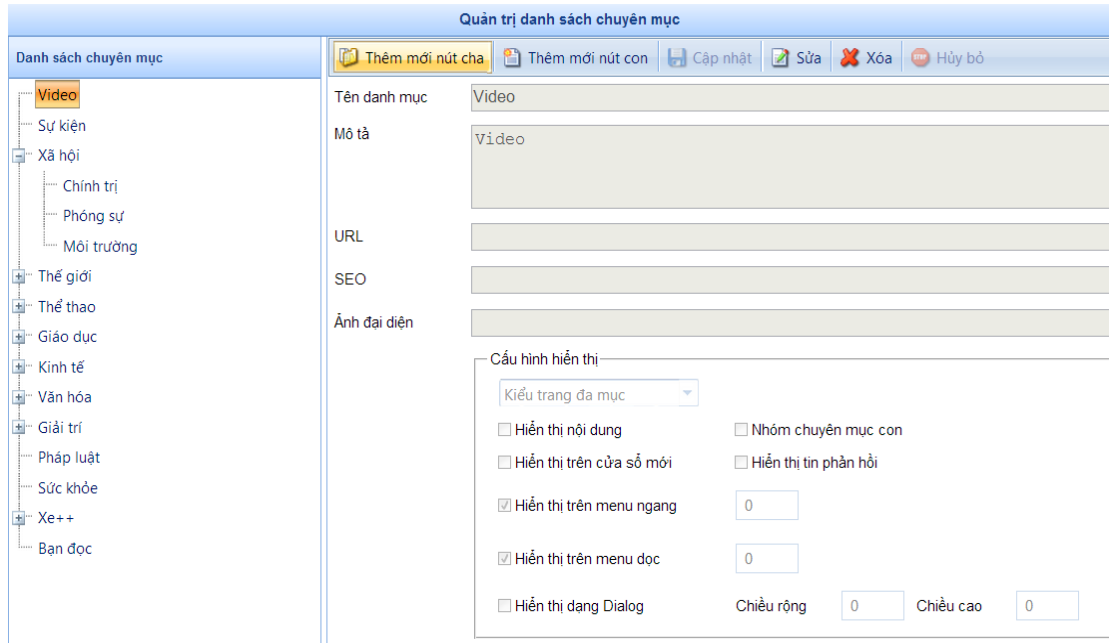 Quản trị danh sách chuyên mục
Danh sách chuyên mục
Thêm mới nút cha Thêm mới nút con Cập nhật Sửa Xóa Hủy bỏ
Video
Sự kiện
Xã hội
Chính trị
Phóng sự
Môi trường
Thế giới
Thể thao
Giáo dục
Kinh tế
Văn hóa
Giải trí
Pháp luật
Sức khỏe
Xe++
Bạn đọc
Tên danh mục Video
Mô tả Video
URL
SEO
Ảnh đại diện
Cấu hình hiển thị
Kiểu trang đa mục
Hiển thị nội dung Nhóm chuyên mục con
Hiển thị trên cửa sổ mới Hiển thị tin phản hồi
Hiển thị trên menu ngang 0
Hiển thị trên menu dọc 0
Hiển thị dạng Dialog Chiều rộng 0 Chiều cao 0